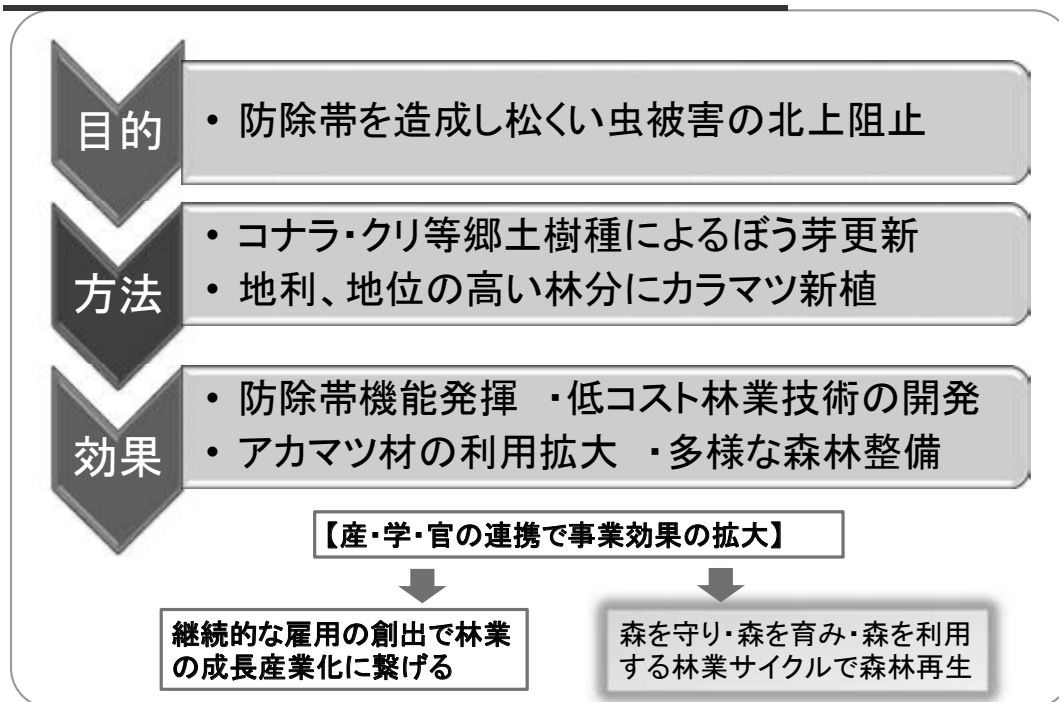 目的
・防除帯を造成し松くい虫被害の北上阻止
方法
・コナラ・クリ等郷土樹種によるぼう芽更新
・地利、地位の高い林分にカラマツ新植
効果
・防除帯機能発揮 ・低コスト林業技術の開発
・アカマツ材の利用拡大 ・多様な森林整備
【産・学・官の連携で事業効果の拡大】
継続的な雇用の創出で林業
の成長産業化に繋げる
森を守り・森を育み・森を利用
する林業サイクルで森林再生